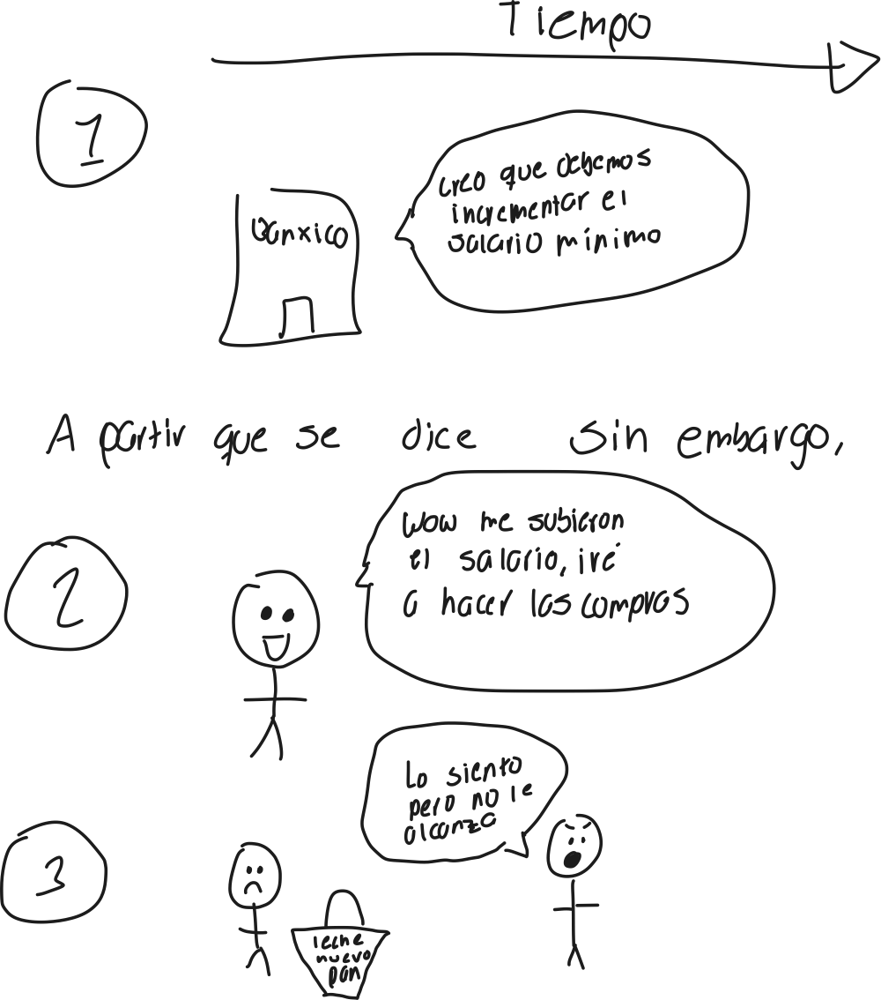 Tiempo
1
Banxico
creo que debemos
incrementar el
salario mínimo
A partir que se dice sin embargo,
2
Wow me subieron
el salario, iré
a hacer las compras
3
Lo siento
pero no le
alcanza
leche
nuevo
pan